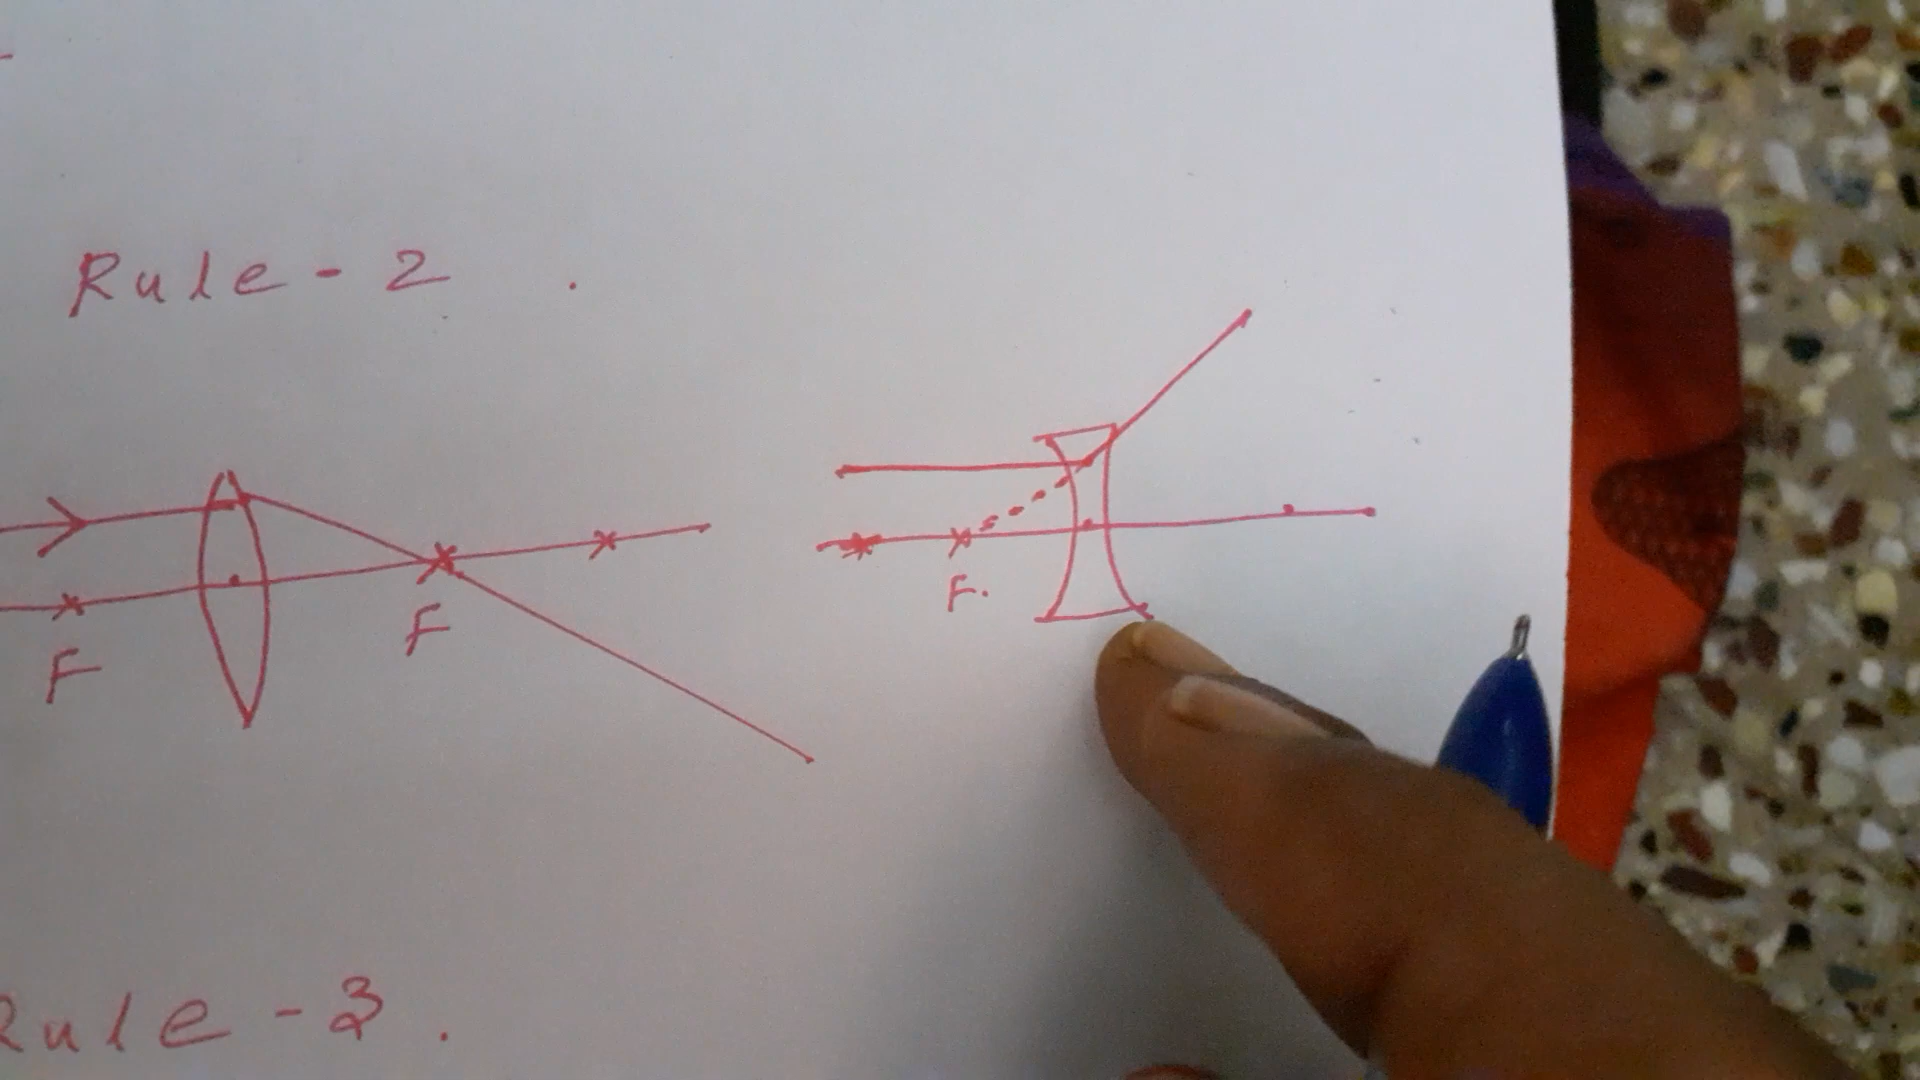 Rule - 2 .
F.
F
F
Rule - 3 .